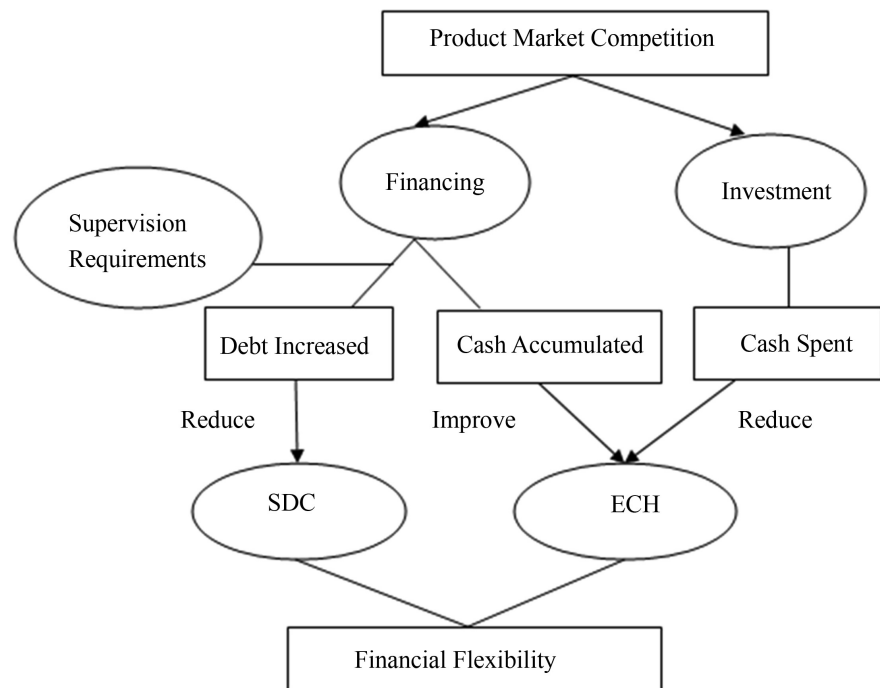 Product Market Competition
Financing
Investment
Supervision
Requirements
Debt Increased
Cash Accumulated
Cash Spent
Reduce
Improve
Reduce
SDC
ECH
Financial Flexibility